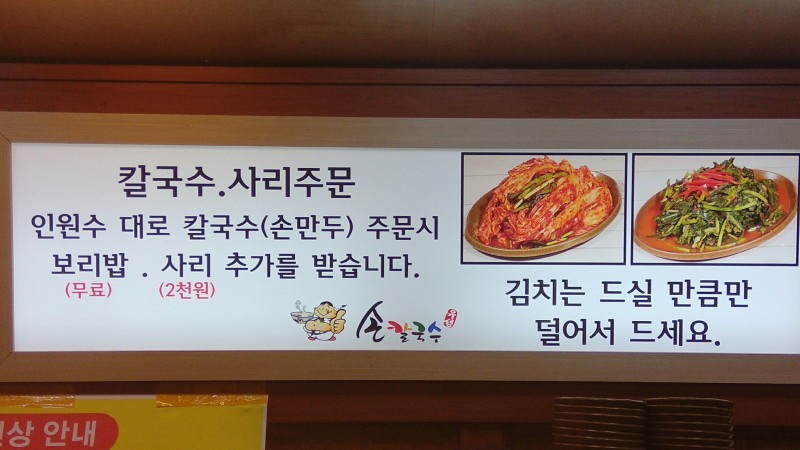 칼국수.사리주문
인원수 대로 칼국수(손만두) 주문시
보리밥 . 사리 추가를 받습니다.
(무료) (2천원)
손칼국수
김치는 드실 만큼만
덜어서 드세요.
상 안내